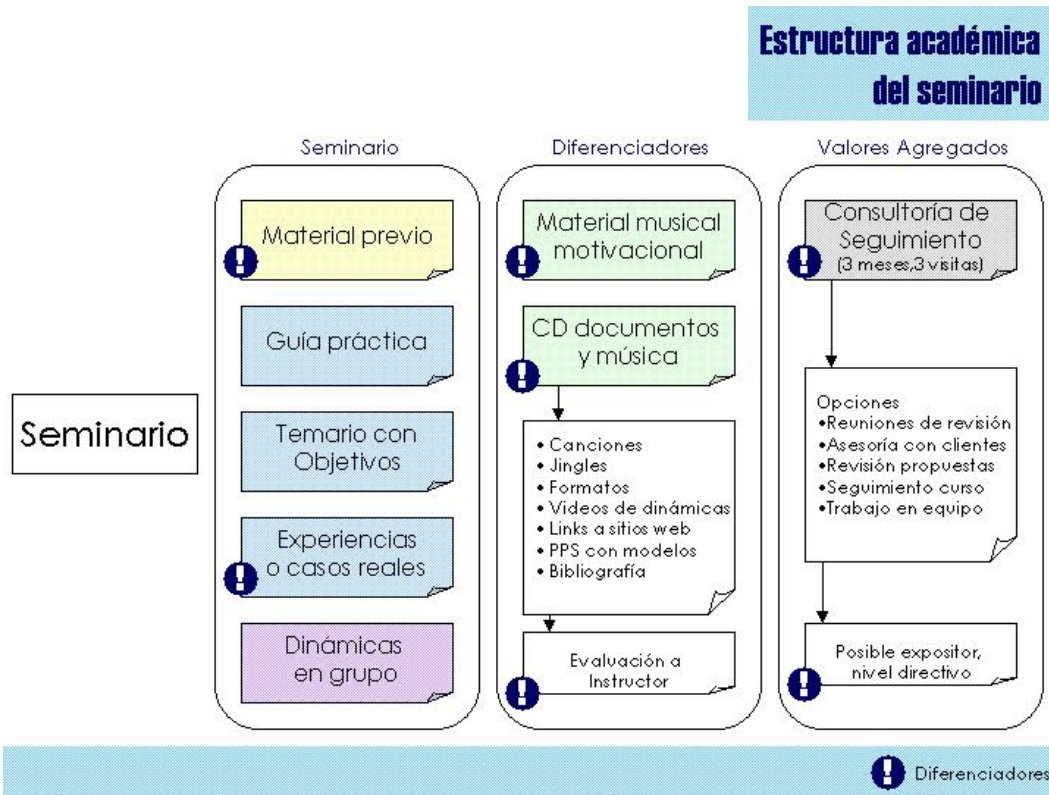 Estructura académica
del seminario
Seminario
Diferenciadores
Valores Agregados
Seminario
Material previo
Guía práctica
Temario con
Objetivos
Experiencias
o casos reales
Dinámicas
en grupo
Material musical
motivacional
CD documentos
y música
• Canciones
• Jingles
• Formatos
• Videos de dinámicas
• Links a sitios web
• PPS con modelos
• Bibliografía
Evaluación a
Instructor
Consultoría de
Seguimiento
(3 meses,3 visitas)
Opciones
•Reuniones de revisión
•Asesoría con clientes
•Revisión propuestas
•Seguimiento curso
•Trabajo en equipo
Posible expositor,
nivel directivo
Diferenciadores